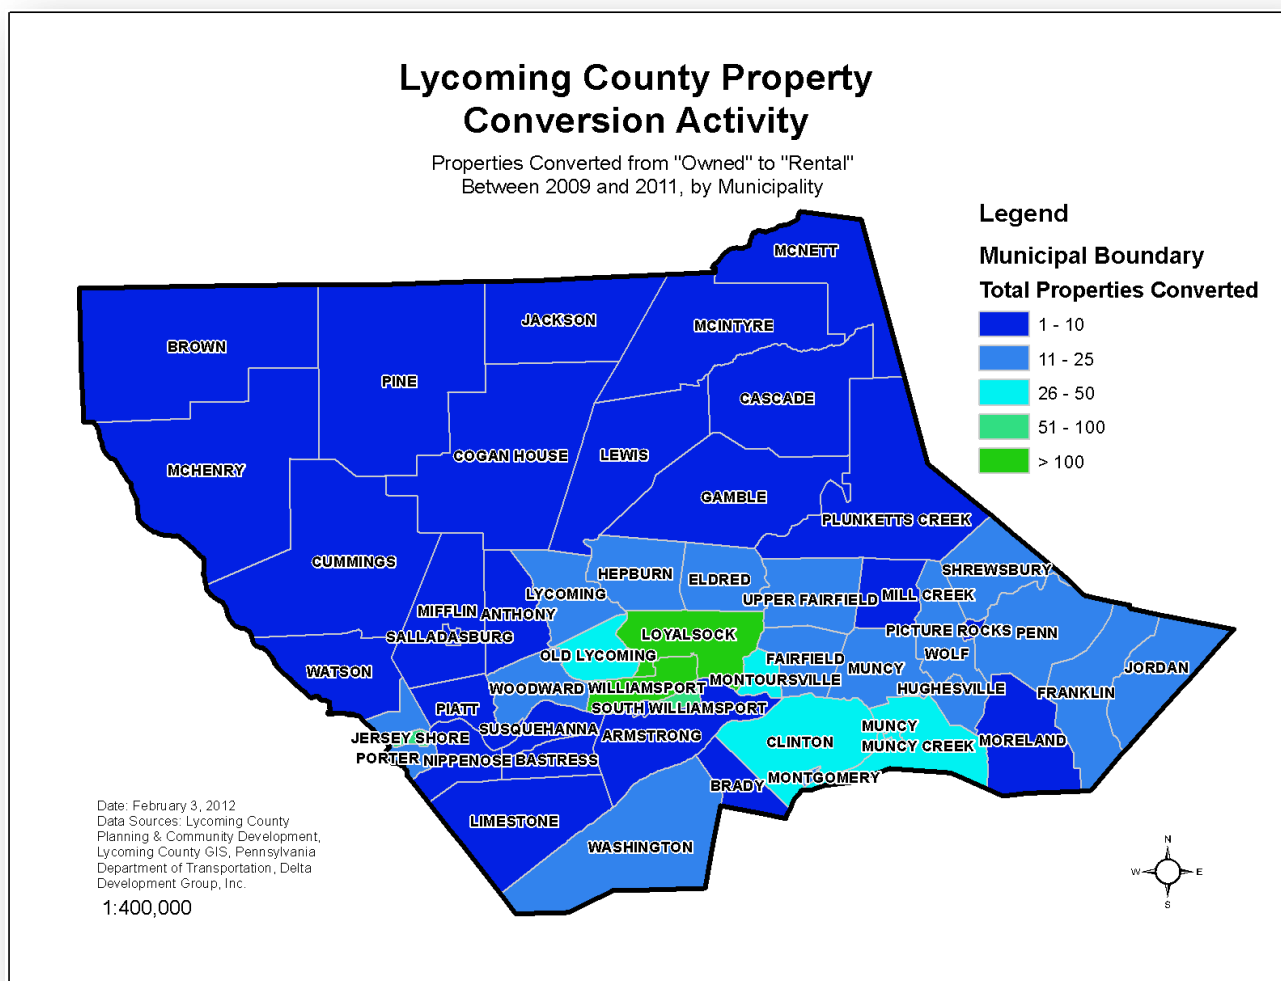 Lycoming County Property
Conversion Activity
Properties Converted from "Owned" to "Rental"
Between 2009 and 2011, by Municipality
Legend
Municipal Boundary
Total Properties Converted
1 - 10
11 - 25
26 - 50
51 - 100
> 100
MCNETT
JACKSON
MCINTYRE
BROWN
PINE
CASCADE
COGAN HOUSE
LEWIS
MCHENRY
GAMBLE
PLUNKETTS CREEK
CUMMINGS
SHREWSBURY
HEPBURN
ELDRED
LYCOMING
UPPER FAIRFIELD
MILL CREEK
MIFFLIN
ANTHONY
SALLADASBURG
LOYALSOCK
PICTURE ROCKS
PENN
OLD LYCOMING
FAIRFIELD
WOLF
WATSON
MUNCY
JORDAN
MONTOURSVILLE
WOODWARD
WILLIAMSPORT
HUGHESVILLE
FRANKLIN
PIATT
SOUTH WILLIAMSPORT
SUSQUEHANNA
MUNCY
JERSEY SHORE
ARMSTRONG
CLINTON
MUNCY CREEK
MORELAND
PORTER
NIPPENOSE
BASTRESS
MONTGOMERY
BRADY
LIMESTONE
WASHINGTON
Date: February 3, 2012
Data Sources: Lycoming County
Planning & Community Development,
Lycoming County GIS, Pennsylvania
Department of Transportation, Delta
Development Group, Inc.
1:400,000
N
W
E
S